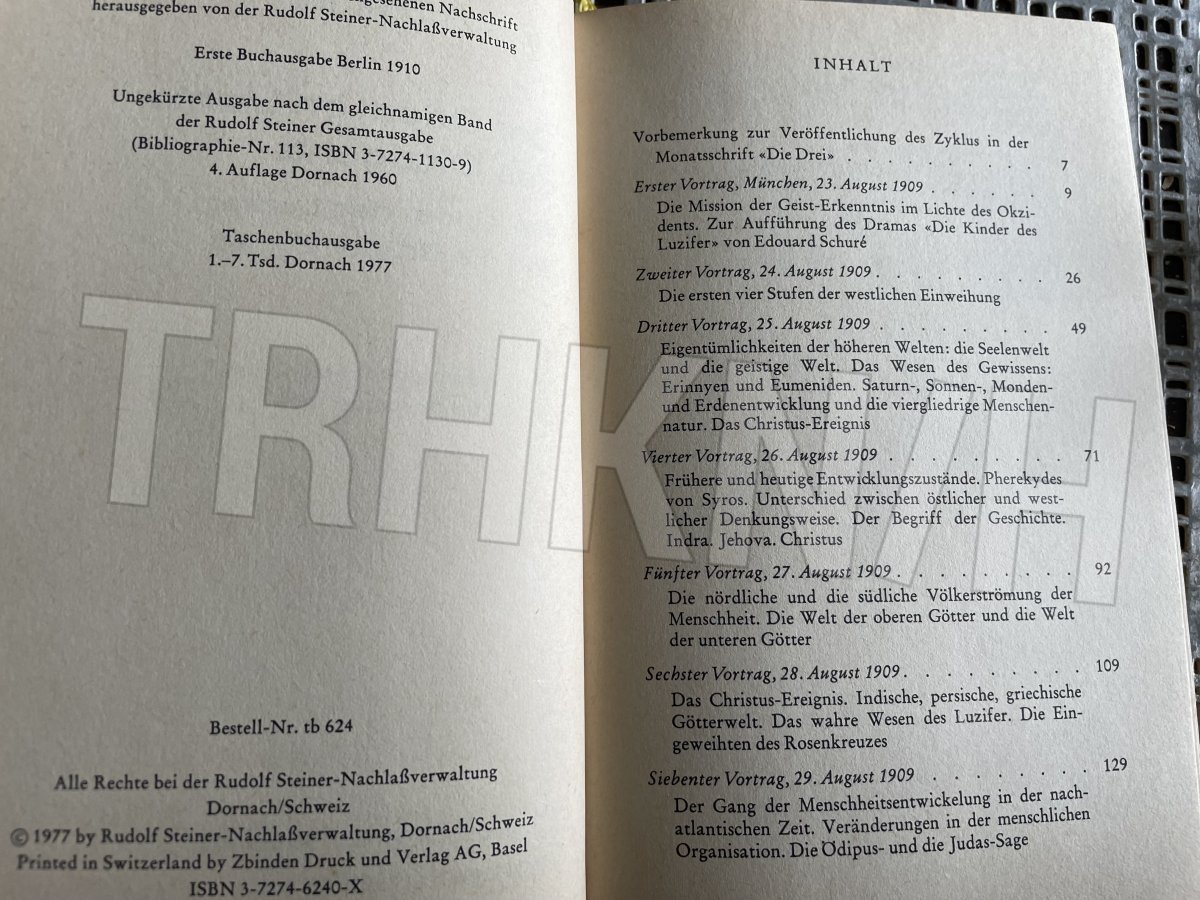 gesehenen Nachschrift
herausgegeben von der Rudolf Steiner-Nachlaßverwaltung
Erste Buchausgabe Berlin 1910
Ungekürzte Ausgabe nach dem gleichnamigen Band
der Rudolf Steiner Gesamtausgabe
(Bibliographie-Nr. 113, ISBN 3-7274-1130-9)
4. Auflage Dornach 1960
Taschenbuchausgabe
1.–7. Tsd. Dornach 1977
Bestell-Nr. tb 624
Alle Rechte bei der Rudolf Steiner-Nachlaßverwaltung
Dornach/Schweiz
© 1977 by Rudolf Steiner-Nachlaßverwaltung, Dornach/Schweiz
Printed in Switzerland by Zbinden Druck und Verlag AG, Basel
ISBN 3-7274-6240-X
INHALT
Vorbemerkung zur Veröffentlichung des Zyklus in der
Monatsschrift «Die Drei» . . . . . . . . . . 7
Erster Vortrag, München, 23. August 1909 . . . . . . 9
Die Mission der Geist-Erkenntnis im Lichte des Okzi-
dents. Zur Aufführung des Dramas «Die Kinder des
Luzifer» von Edouard Schuré
Zweiter Vortrag, 24. August 1909 . . . . . . . . . 26
Die ersten vier Stufen der westlichen Einweihung
Dritter Vortrag, 25. August 1909 . . . . . . . . . 49
Eigentümlichkeiten der höheren Welten: die Seelenwelt
und die geistige Welt. Das Wesen des Gewissens:
Erinnyen und Eumeniden. Saturn-, Sonnen-, Monden-
und Erdenentwicklung und die viergliedrige Menschen-
natur. Das Christus-Ereignis
Vierter Vortrag, 26. August 1909 . . . . . . . . . 71
Frühere und heutige Entwicklungszustände. Pherekydes
von Syros. Unterschied zwischen östlicher und west-
licher Denkungsweise. Der Begriff der Geschichte.
Indra. Jehova. Christus
Fünfter Vortrag, 27. August 1909 . . . . . . . . . 92
Die nördliche und die südliche Völkerströmung der
Menschheit. Die Welt der oberen Götter und die Welt
der unteren Götter
Sechster Vortrag, 28. August 1909 . . . . . . . . . 109
Das Christus-Ereignis. Indische, persische, griechische
Götterwelt. Das wahre Wesen des Luzifer. Die Ein-
geweihten des Rosenkreuzes
Siebenter Vortrag, 29. August 1909 . . . . . . . . 129
Der Gang der Menschheitsentwickelung in der nach-
atlantischen Zeit. Veränderungen in der menschlichen
Organisation. Die Ödipus- und die Judas-Sage